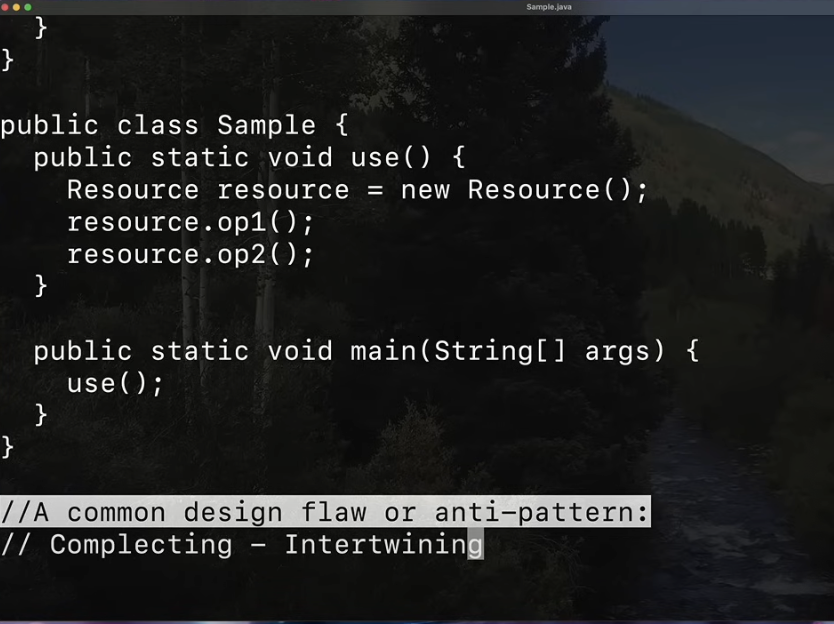 Sample.java
  }
}

public class Sample {
  public static void use() {
    Resource resource = new Resource();
    resource.op1();
    resource.op2();
  }

  public static void main(String[] args) {
    use();
  }
}

//A common design flaw or anti-pattern:
// Complecting - Intertwining